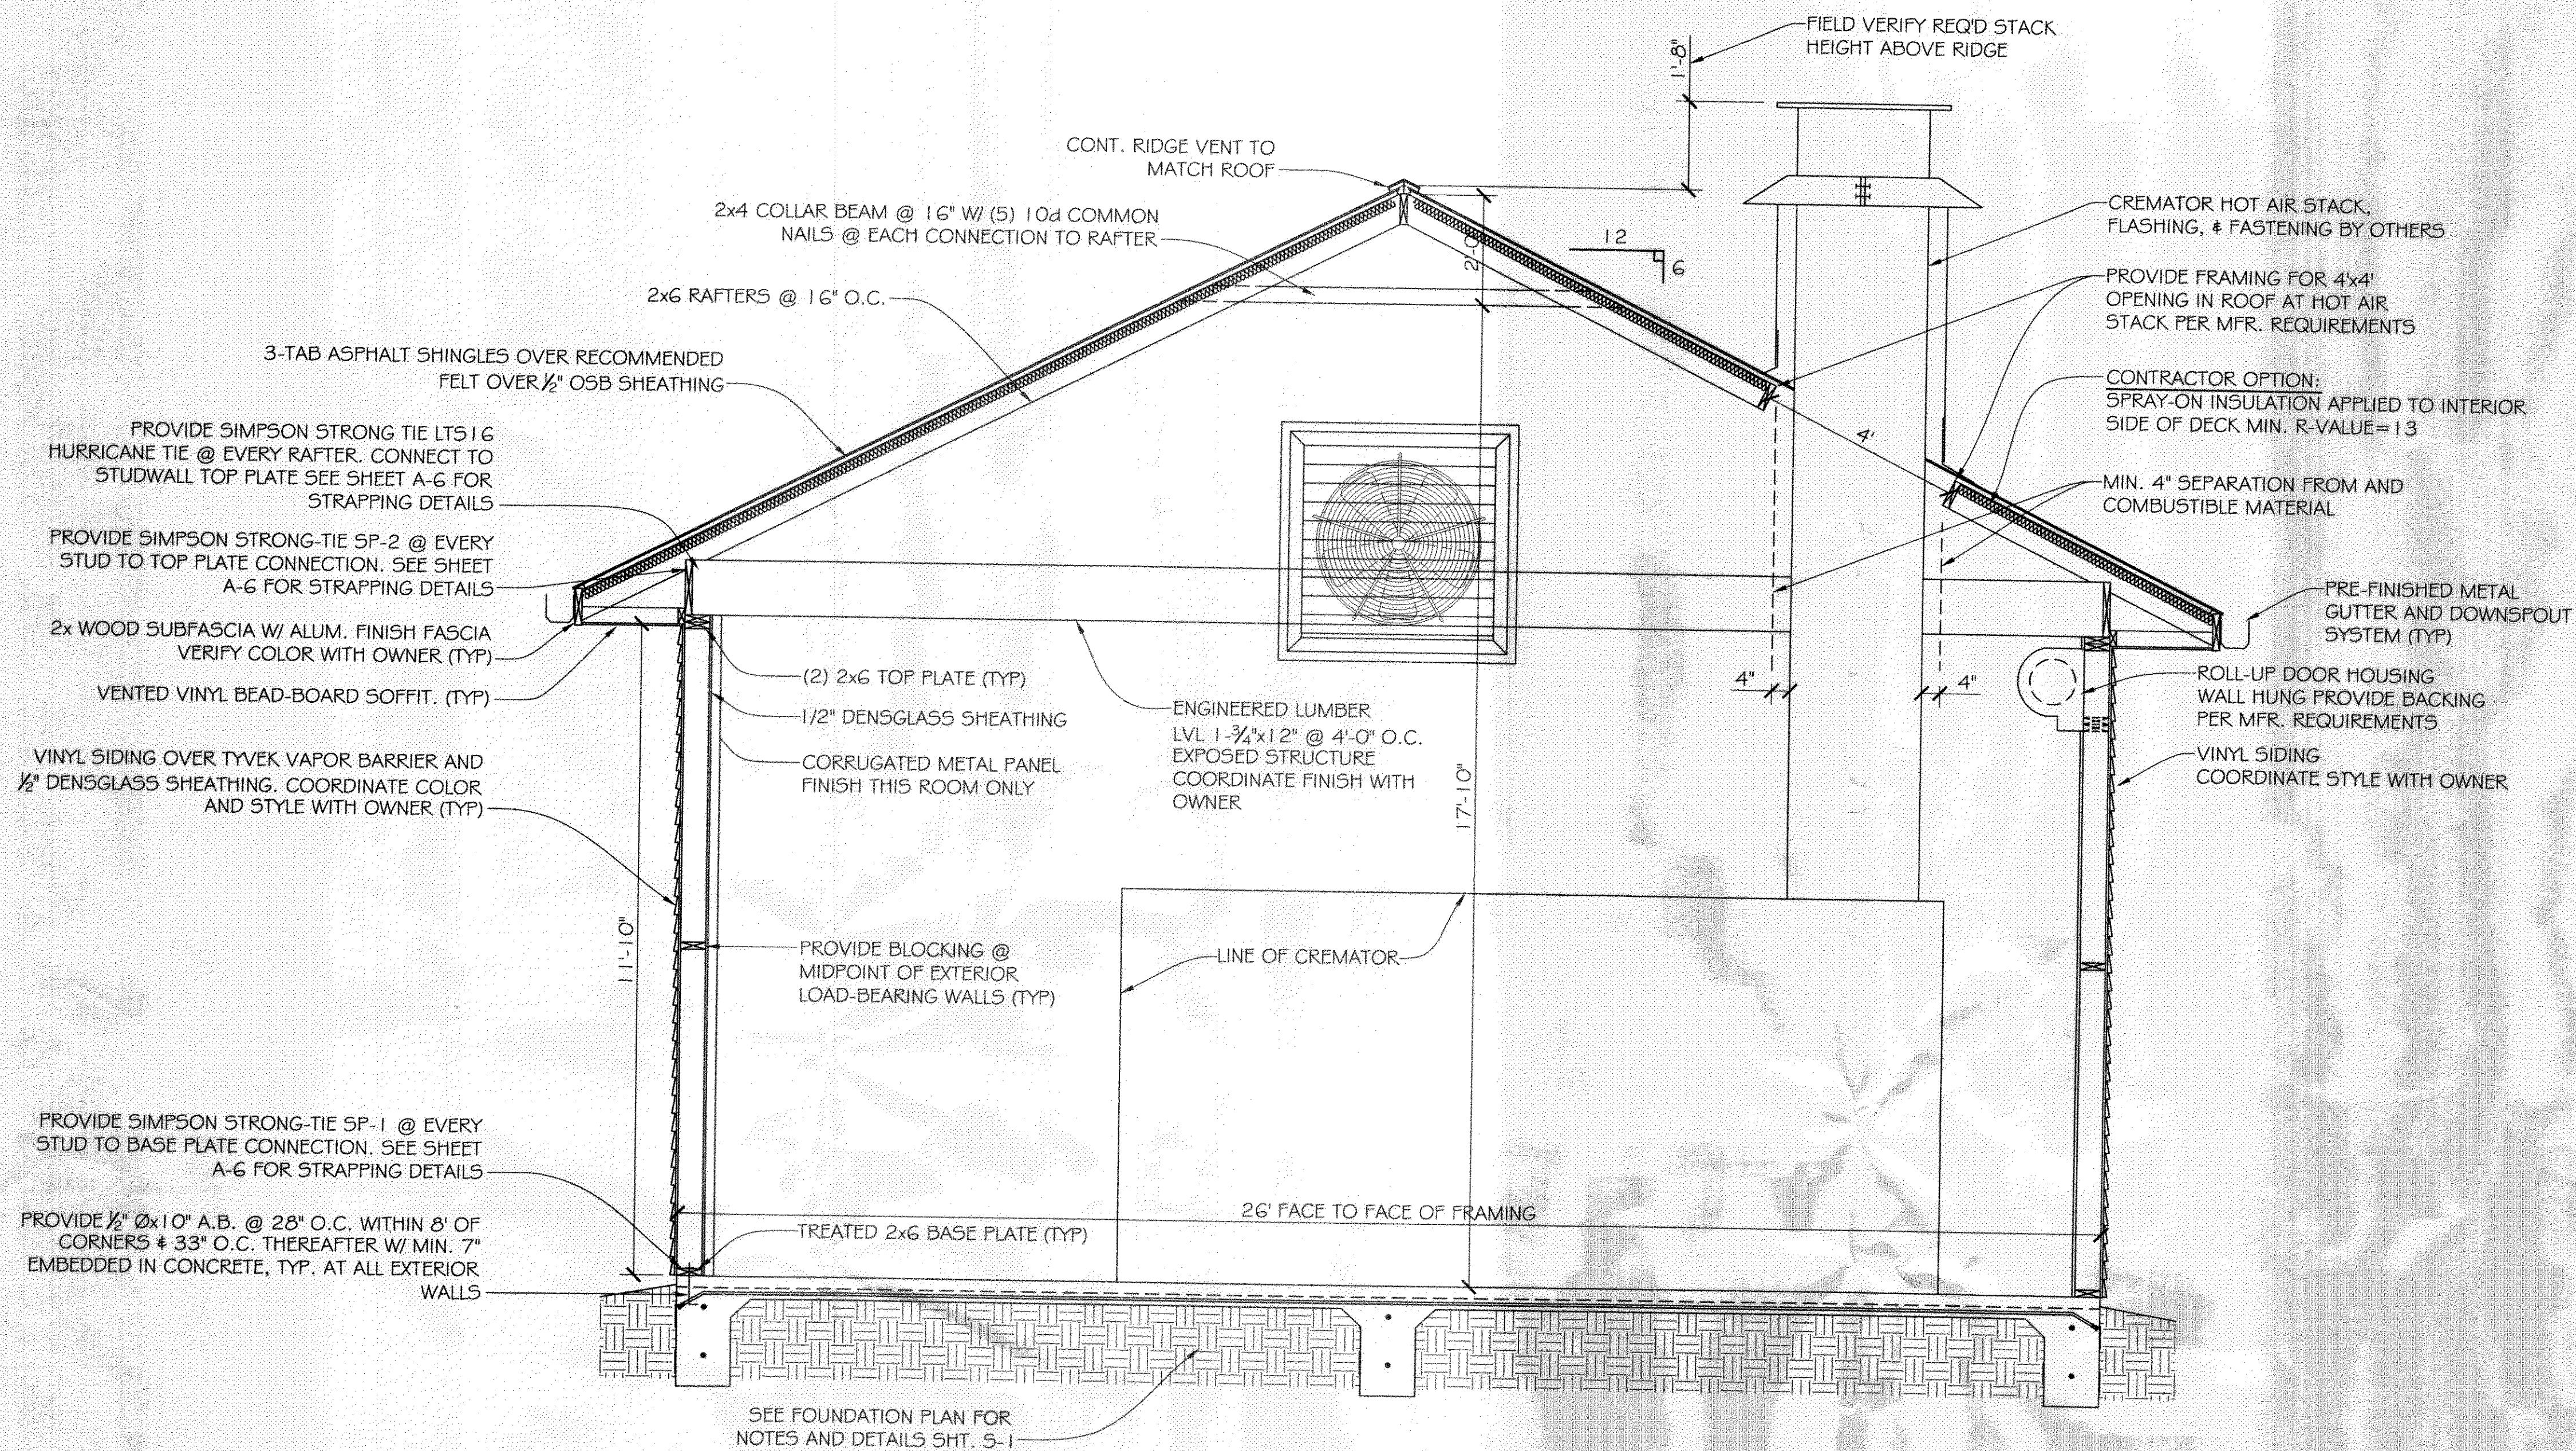 FIELD VERIFY REQ'D STACK
HEIGHT ABOVE RIDGE
1'-8"
CONT. RIDGE VENT TO
MATCH ROOF
2x4 COLLAR BEAM @ 16" W/ (5) 10d COMMON
NAILS @ EACH CONNECTION TO RAFTER
2'-0"
12
6
CREMATOR HOT AIR STACK,
FLASHING, & FASTENING BY OTHERS
PROVIDE FRAMING FOR 4'x4'
OPENING IN ROOF AT HOT AIR
STACK PER MFR. REQUIREMENTS
2x6 RAFTERS @ 16" O.C.
3-TAB ASPHALT SHINGLES OVER RECOMMENDED
FELT OVER ½" OSB SHEATHING
CONTRACTOR OPTION:
SPRAY-ON INSULATION APPLIED TO INTERIOR
SIDE OF DECK MIN. R-VALUE=13
4'
PROVIDE SIMPSON STRONG TIE LTS16
HURRICANE TIE @ EVERY RAFTER. CONNECT TO
STUDWALL TOP PLATE SEE SHEET A-6 FOR
STRAPPING DETAILS
MIN. 4" SEPARATION FROM AND
COMBUSTIBLE MATERIAL
PROVIDE SIMPSON STRONG-TIE SP-2 @ EVERY
STUD TO TOP PLATE CONNECTION. SEE SHEET
A-6 FOR STRAPPING DETAILS
PRE-FINISHED METAL
GUTTER AND DOWNSPOUT
SYSTEM (TYP)
2x WOOD SUBFASCIA W/ ALUM. FINISH FASCIA
VERIFY COLOR WITH OWNER (TYP)
VENTED VINYL BEAD-BOARD SOFFIT. (TYP)
(2) 2x6 TOP PLATE (TYP)
1/2" DENSGLASS SHEATHING
CORRUGATED METAL PANEL
FINISH THIS ROOM ONLY
ENGINEERED LUMBER
LVL 1-¾"x12" @ 4'-0" O.C.
EXPOSED STRUCTURE
COORDINATE FINISH WITH
OWNER
17'-10"
4"
4"
ROLL-UP DOOR HOUSING
WALL HUNG PROVIDE BACKING
PER MFR. REQUIREMENTS
VINYL SIDING
COORDINATE STYLE WITH OWNER
VINYL SIDING OVER TYVEK VAPOR BARRIER AND
½" DENSGLASS SHEATHING. COORDINATE COLOR
AND STYLE WITH OWNER (TYP)
11'-10"
PROVIDE BLOCKING @
MIDPOINT OF EXTERIOR
LOAD-BEARING WALLS (TYP)
LINE OF CREMATOR
PROVIDE SIMPSON STRONG-TIE SP-1 @ EVERY
STUD TO BASE PLATE CONNECTION. SEE SHEET
A-6 FOR STRAPPING DETAILS
26' FACE TO FACE OF FRAMING
TREATED 2x6 BASE PLATE (TYP)
PROVIDE ½" Øx10" A.B. @ 28" O.C. WITHIN 8' OF
CORNERS & 33" O.C. THEREAFTER W/ MIN. 7"
EMBEDDED IN CONCRETE, TYP. AT ALL EXTERIOR
WALLS
SEE FOUNDATION PLAN FOR
NOTES AND DETAILS SHT. S-1